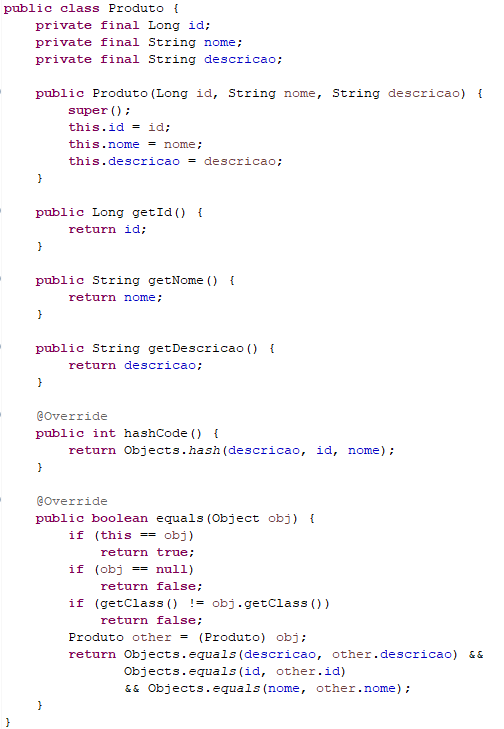 public class Produto {
    private final Long id;
    private final String nome;
    private final String descricao;

    public Produto(Long id, String nome, String descricao) {
        super();
        this.id = id;
        this.nome = nome;
        this.descricao = descricao;
    }

    public Long getId() {
        return id;
    }

    public String getNome() {
        return nome;
    }

    public String getDescricao() {
        return descricao;
    }

    @Override
    public int hashCode() {
        return Objects.hash(descricao, id, nome);
    }

    @Override
    public boolean equals(Object obj) {
        if (this == obj)
            return true;
        if (obj == null)
            return false;
        if (getClass() != obj.getClass())
            return false;
        Produto other = (Produto) obj;
        return Objects.equals(descricao, other.descricao) &&
               Objects.equals(id, other.id)
               && Objects.equals(nome, other.nome);
    }
}